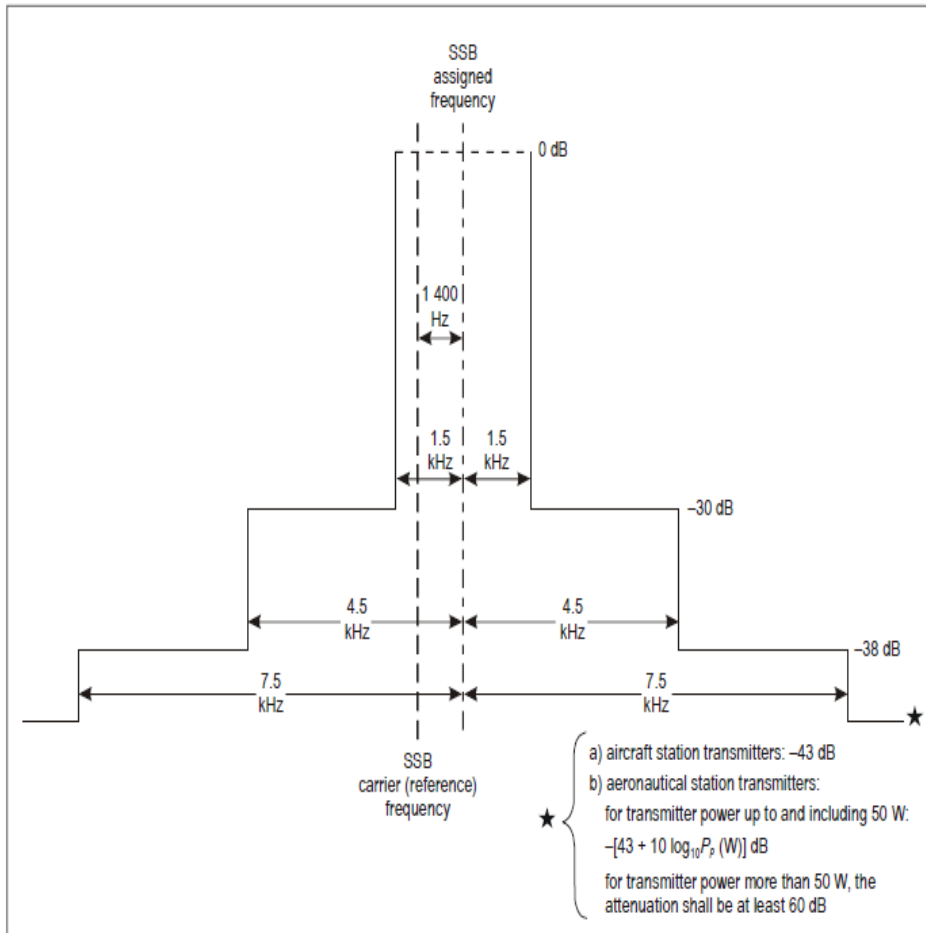 SSB
assigned
frequency
0 dB
1 400
Hz
1.5
kHz
1.5
kHz
–30 dB
4.5
kHz
4.5
kHz
–38 dB
7.5
kHz
7.5
kHz
★
SSB
carrier (reference)
frequency
★
a) aircraft station transmitters: –43 dB
b) aeronautical station transmitters:
for transmitter power up to and including 50 W:
–[43 + 10 log₁₀Pₚ (W)] dB
for transmitter power more than 50 W, the
attenuation shall be at least 60 dB